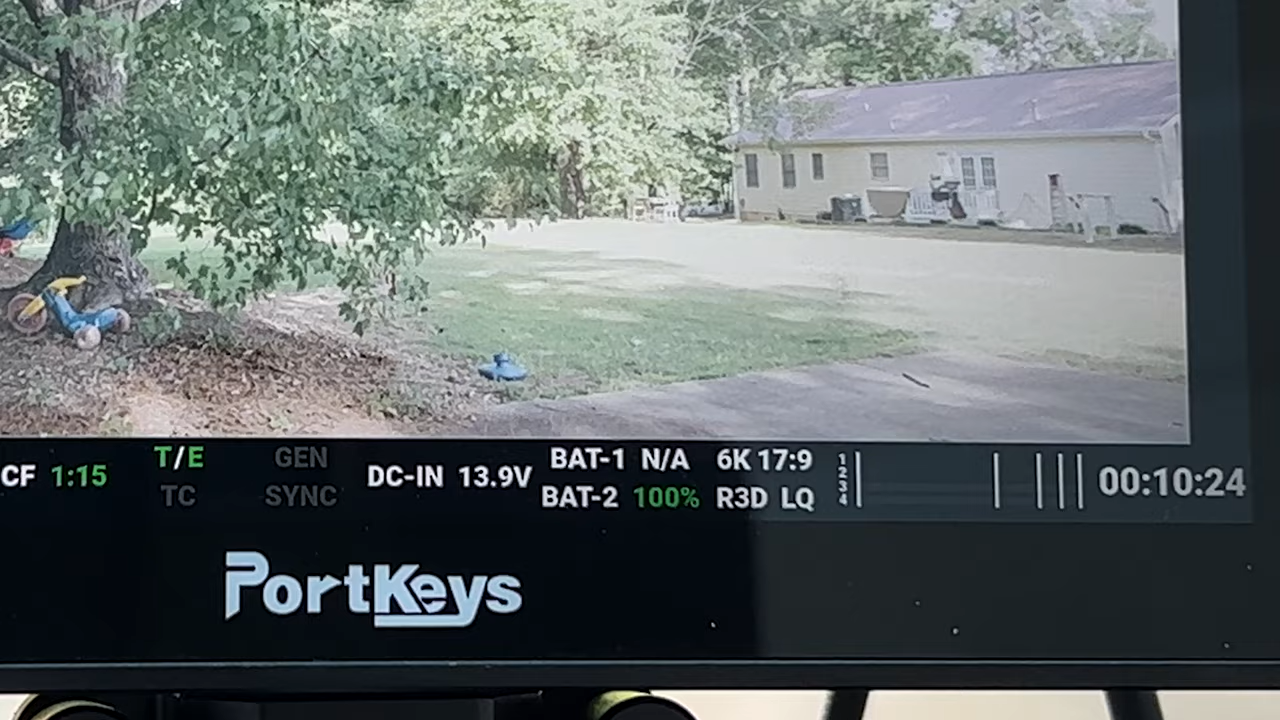 CF 1:15
T/E
TC
GEN
SYNC
DC-IN 13.9V
BAT-1 N/A
BAT-2 100%
6K 17:9
R3D LQ
1
2
3
4
00:10:24
PortKeys